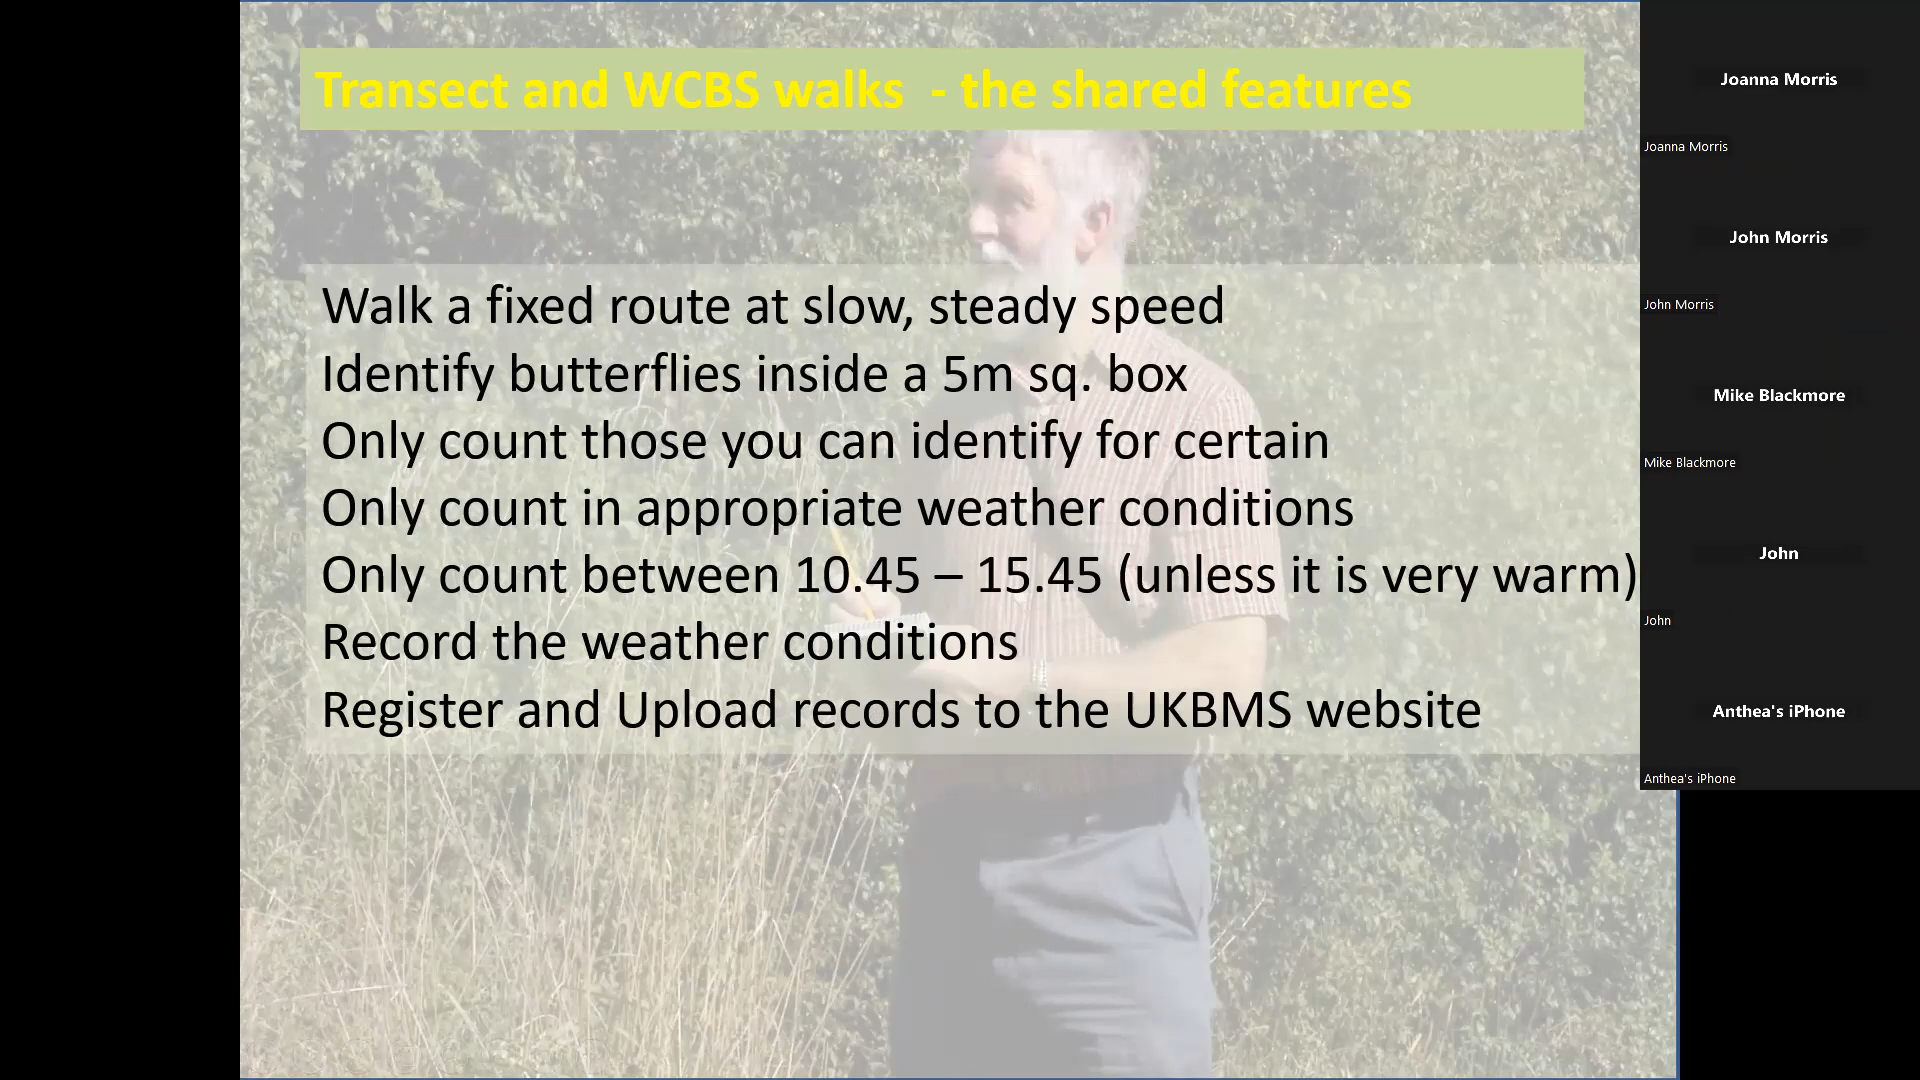 Transect and WCBS walks - the shared features
Walk a fixed route at slow, steady speed
Identify butterflies inside a 5m sq. box
Only count those you can identify for certain
Only count in appropriate weather conditions
Only count between 10.45 – 15.45 (unless it is very warm)
Record the weather conditions
Register and Upload records to the UKBMS website
Joanna Morris
Joanna Morris
John Morris
John Morris
Mike Blackmore
Mike Blackmore
John
John
Anthea's iPhone
Anthea's iPhone